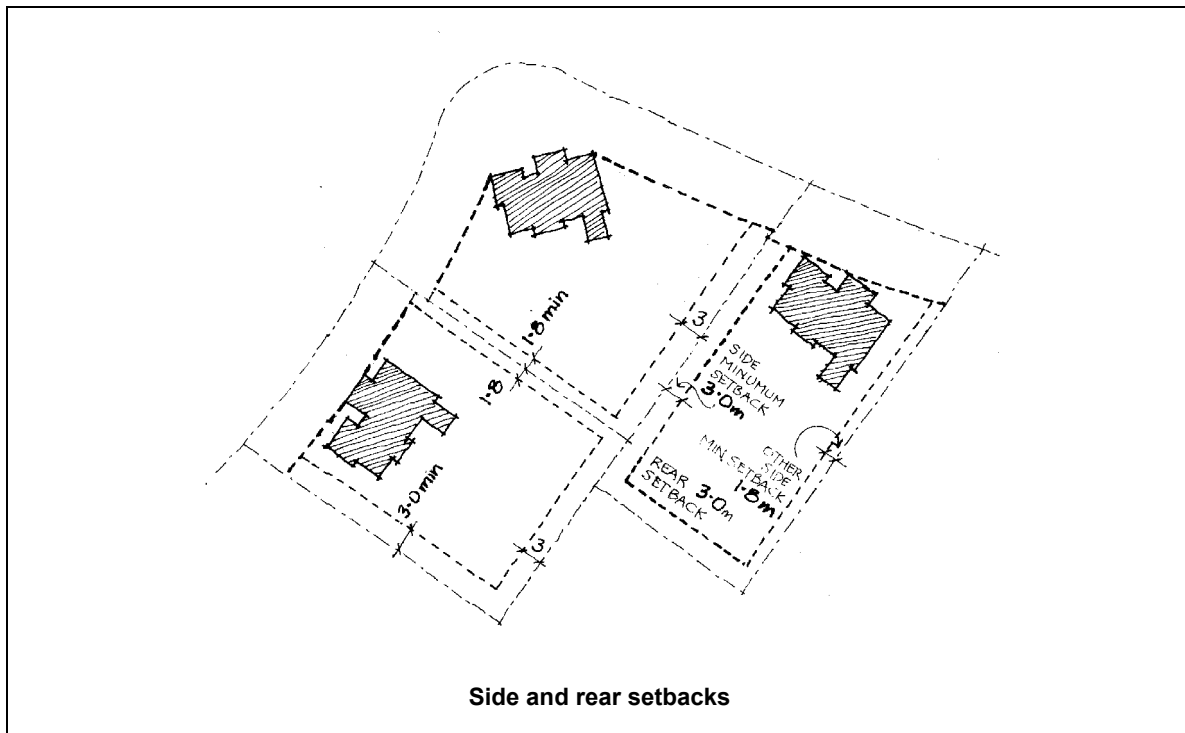 1.8 min
1.8
3.0 min
3
3
SIDE
MINUMUM
SETBACK
3.0m
OTHER
SIDE
MIN SETBACK
1.8m
REAR 3.0m
SETBACK
Side and rear setbacks